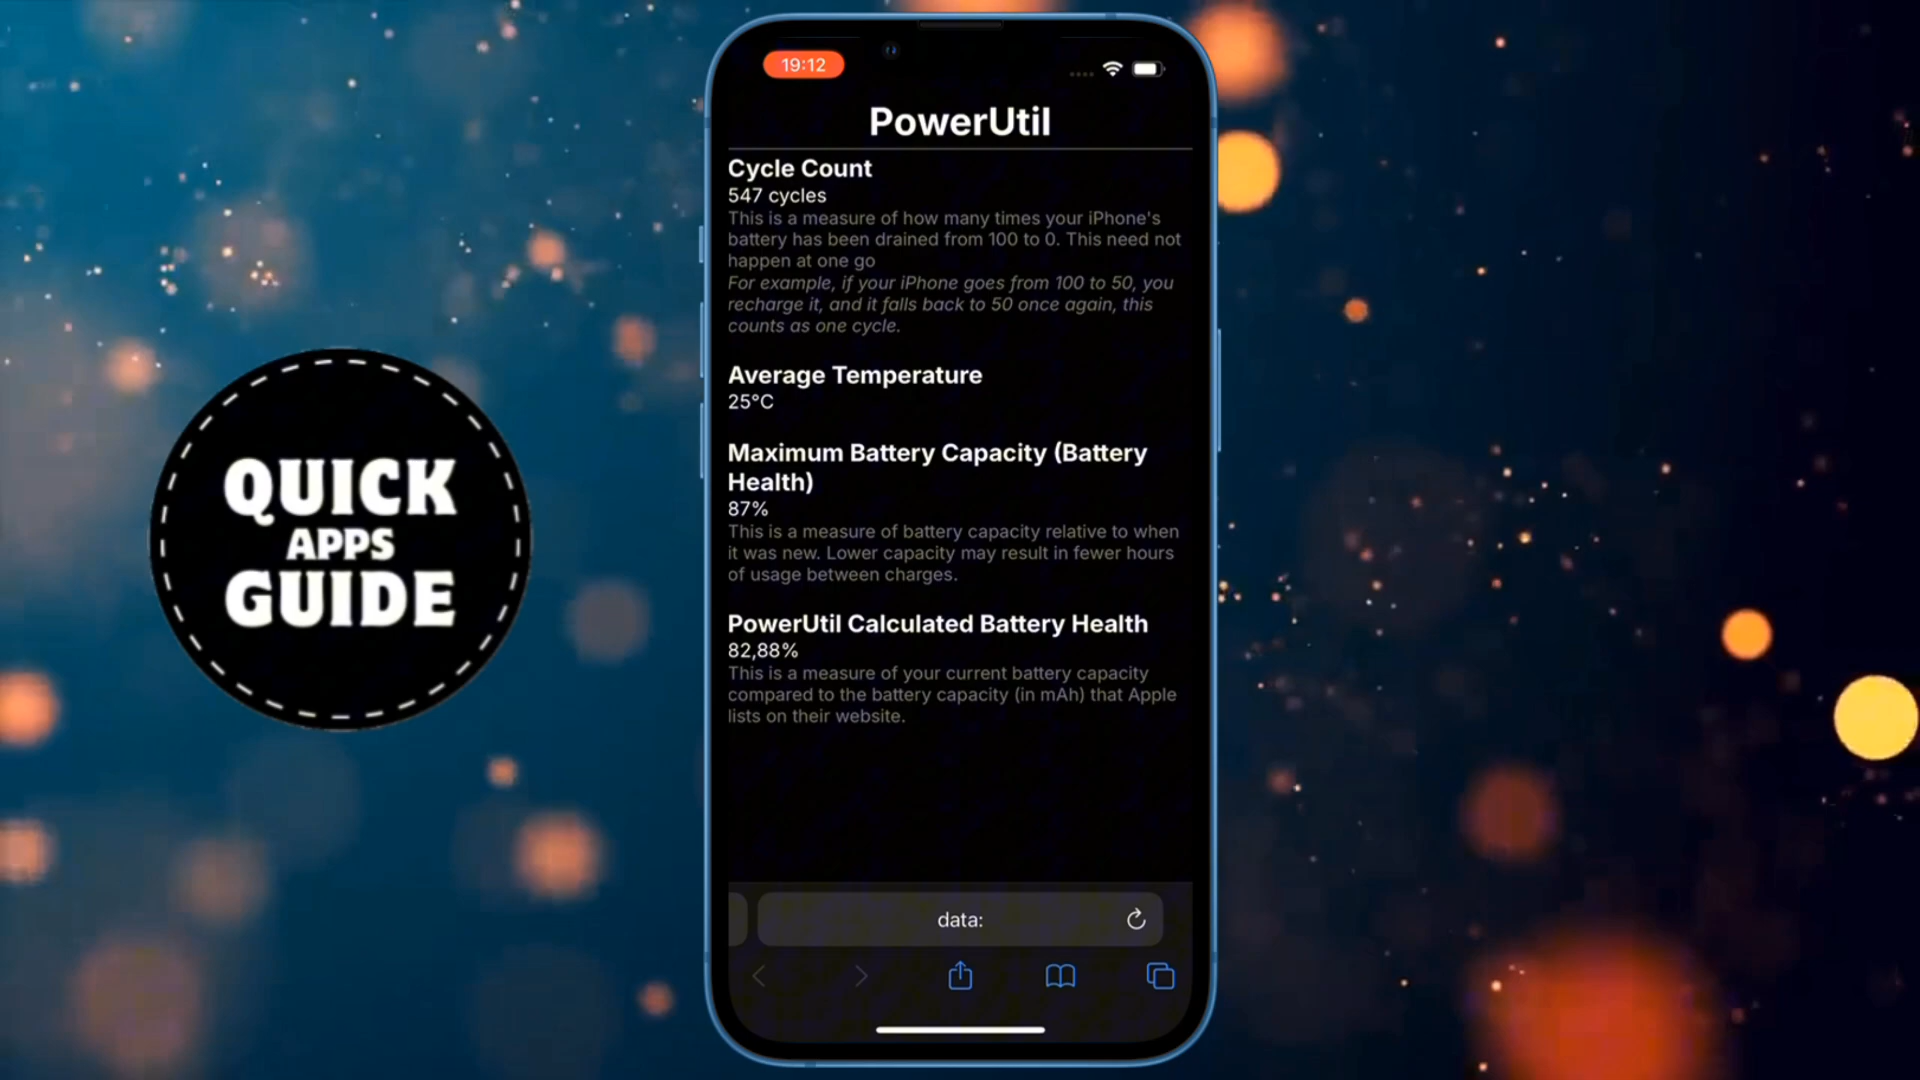 QUICK
APPS
GUIDE
19:12
PowerUtil
Cycle Count
547 cycles
This is a measure of how many times your iPhone's
battery has been drained from 100 to 0. This need not
happen at one go
For example, if your iPhone goes from 100 to 50, you
recharge it, and it falls back to 50 once again, this
counts as one cycle.
Average Temperature
25°C
Maximum Battery Capacity (Battery
Health)
87%
This is a measure of battery capacity relative to when
it was new. Lower capacity may result in fewer hours
of usage between charges.
PowerUtil Calculated Battery Health
82,88%
This is a measure of your current battery capacity
compared to the battery capacity (in mAh) that Apple
lists on their website.
data: